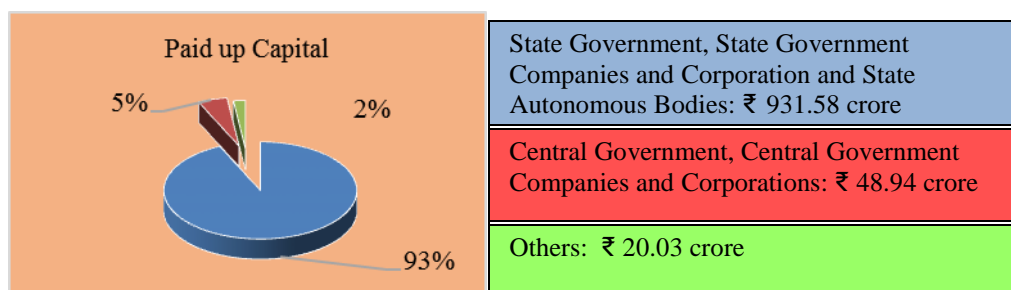 Paid up Capital
5%
2%
93%
State Government, State Government
Companies and Corporation and State
Autonomous Bodies: ₹ 931.58 crore
Central Government, Central Government
Companies and Corporations: ₹ 48.94 crore
Others: ₹ 20.03 crore